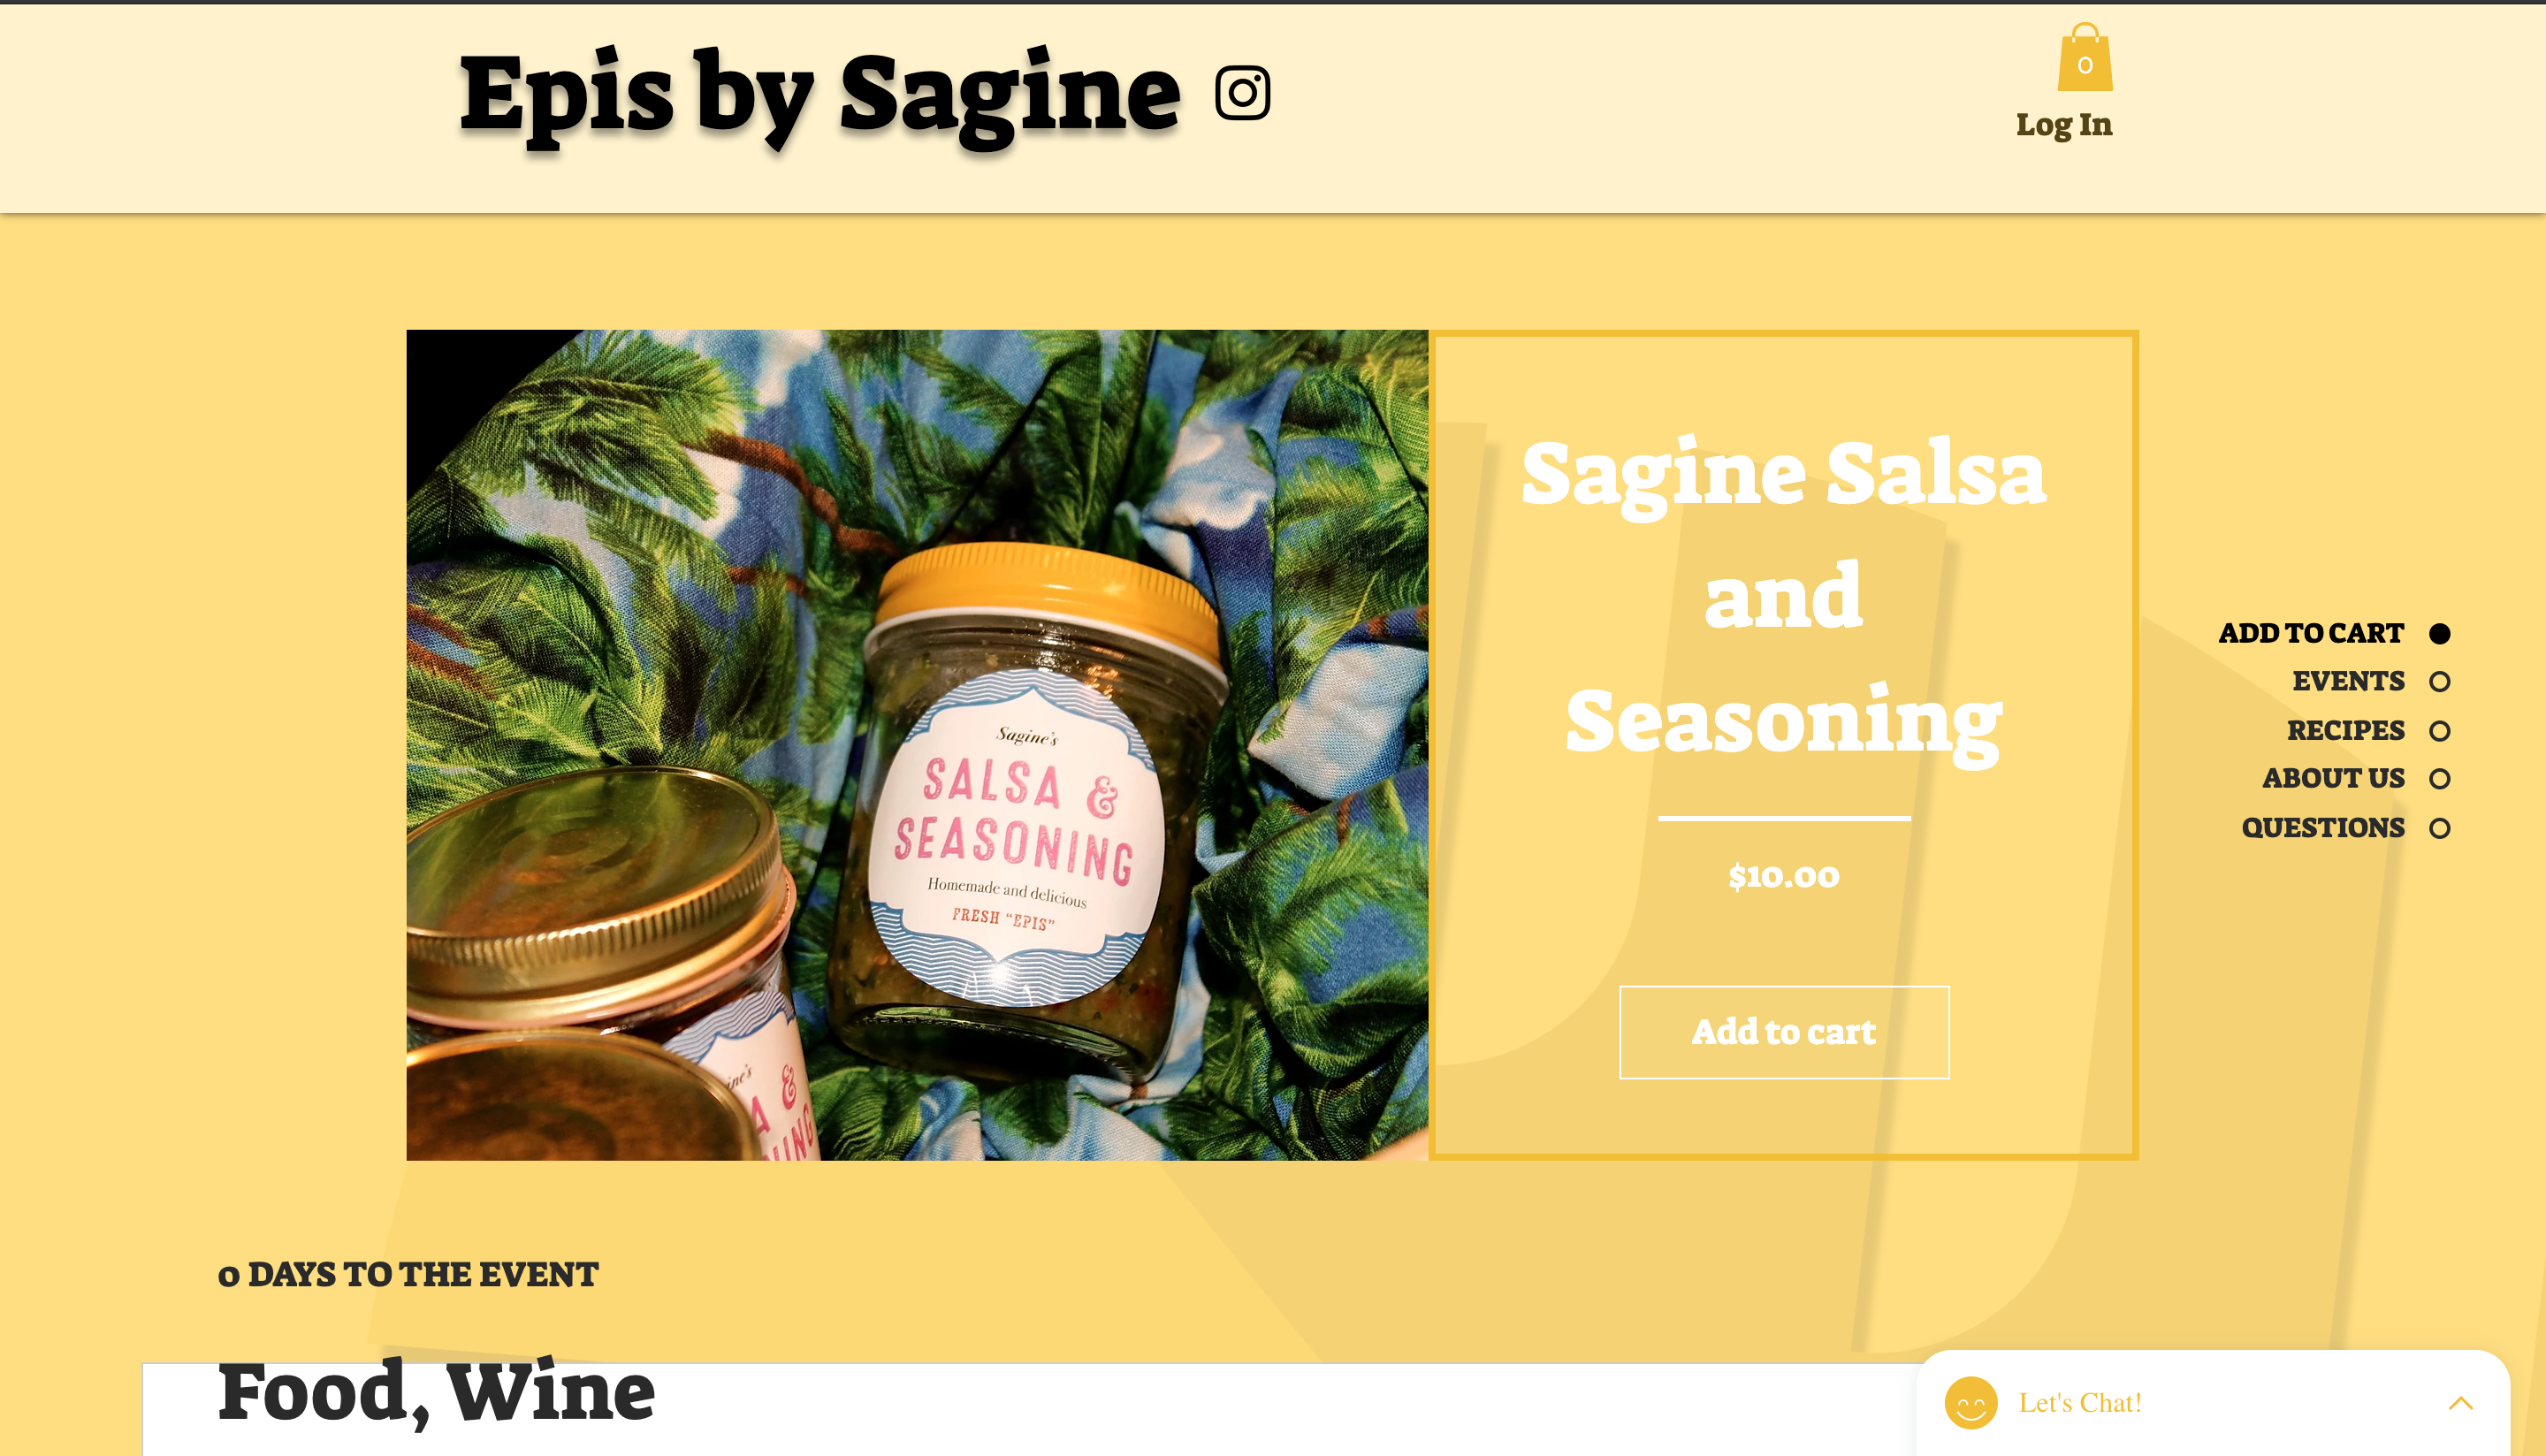 Epis by Sagine
0
Log In
Sagine Salsa
and
Seasoning
$10.00
Add to cart
Sagine's
SALSA &
SEASONING
Homemade and delicious
FRESH "EPIS"
ine's
A &
NING
ADD TO CART
EVENTS
RECIPES
ABOUT US
QUESTIONS
0 DAYS TO THE EVENT
Food, Wine
Let's Chat!